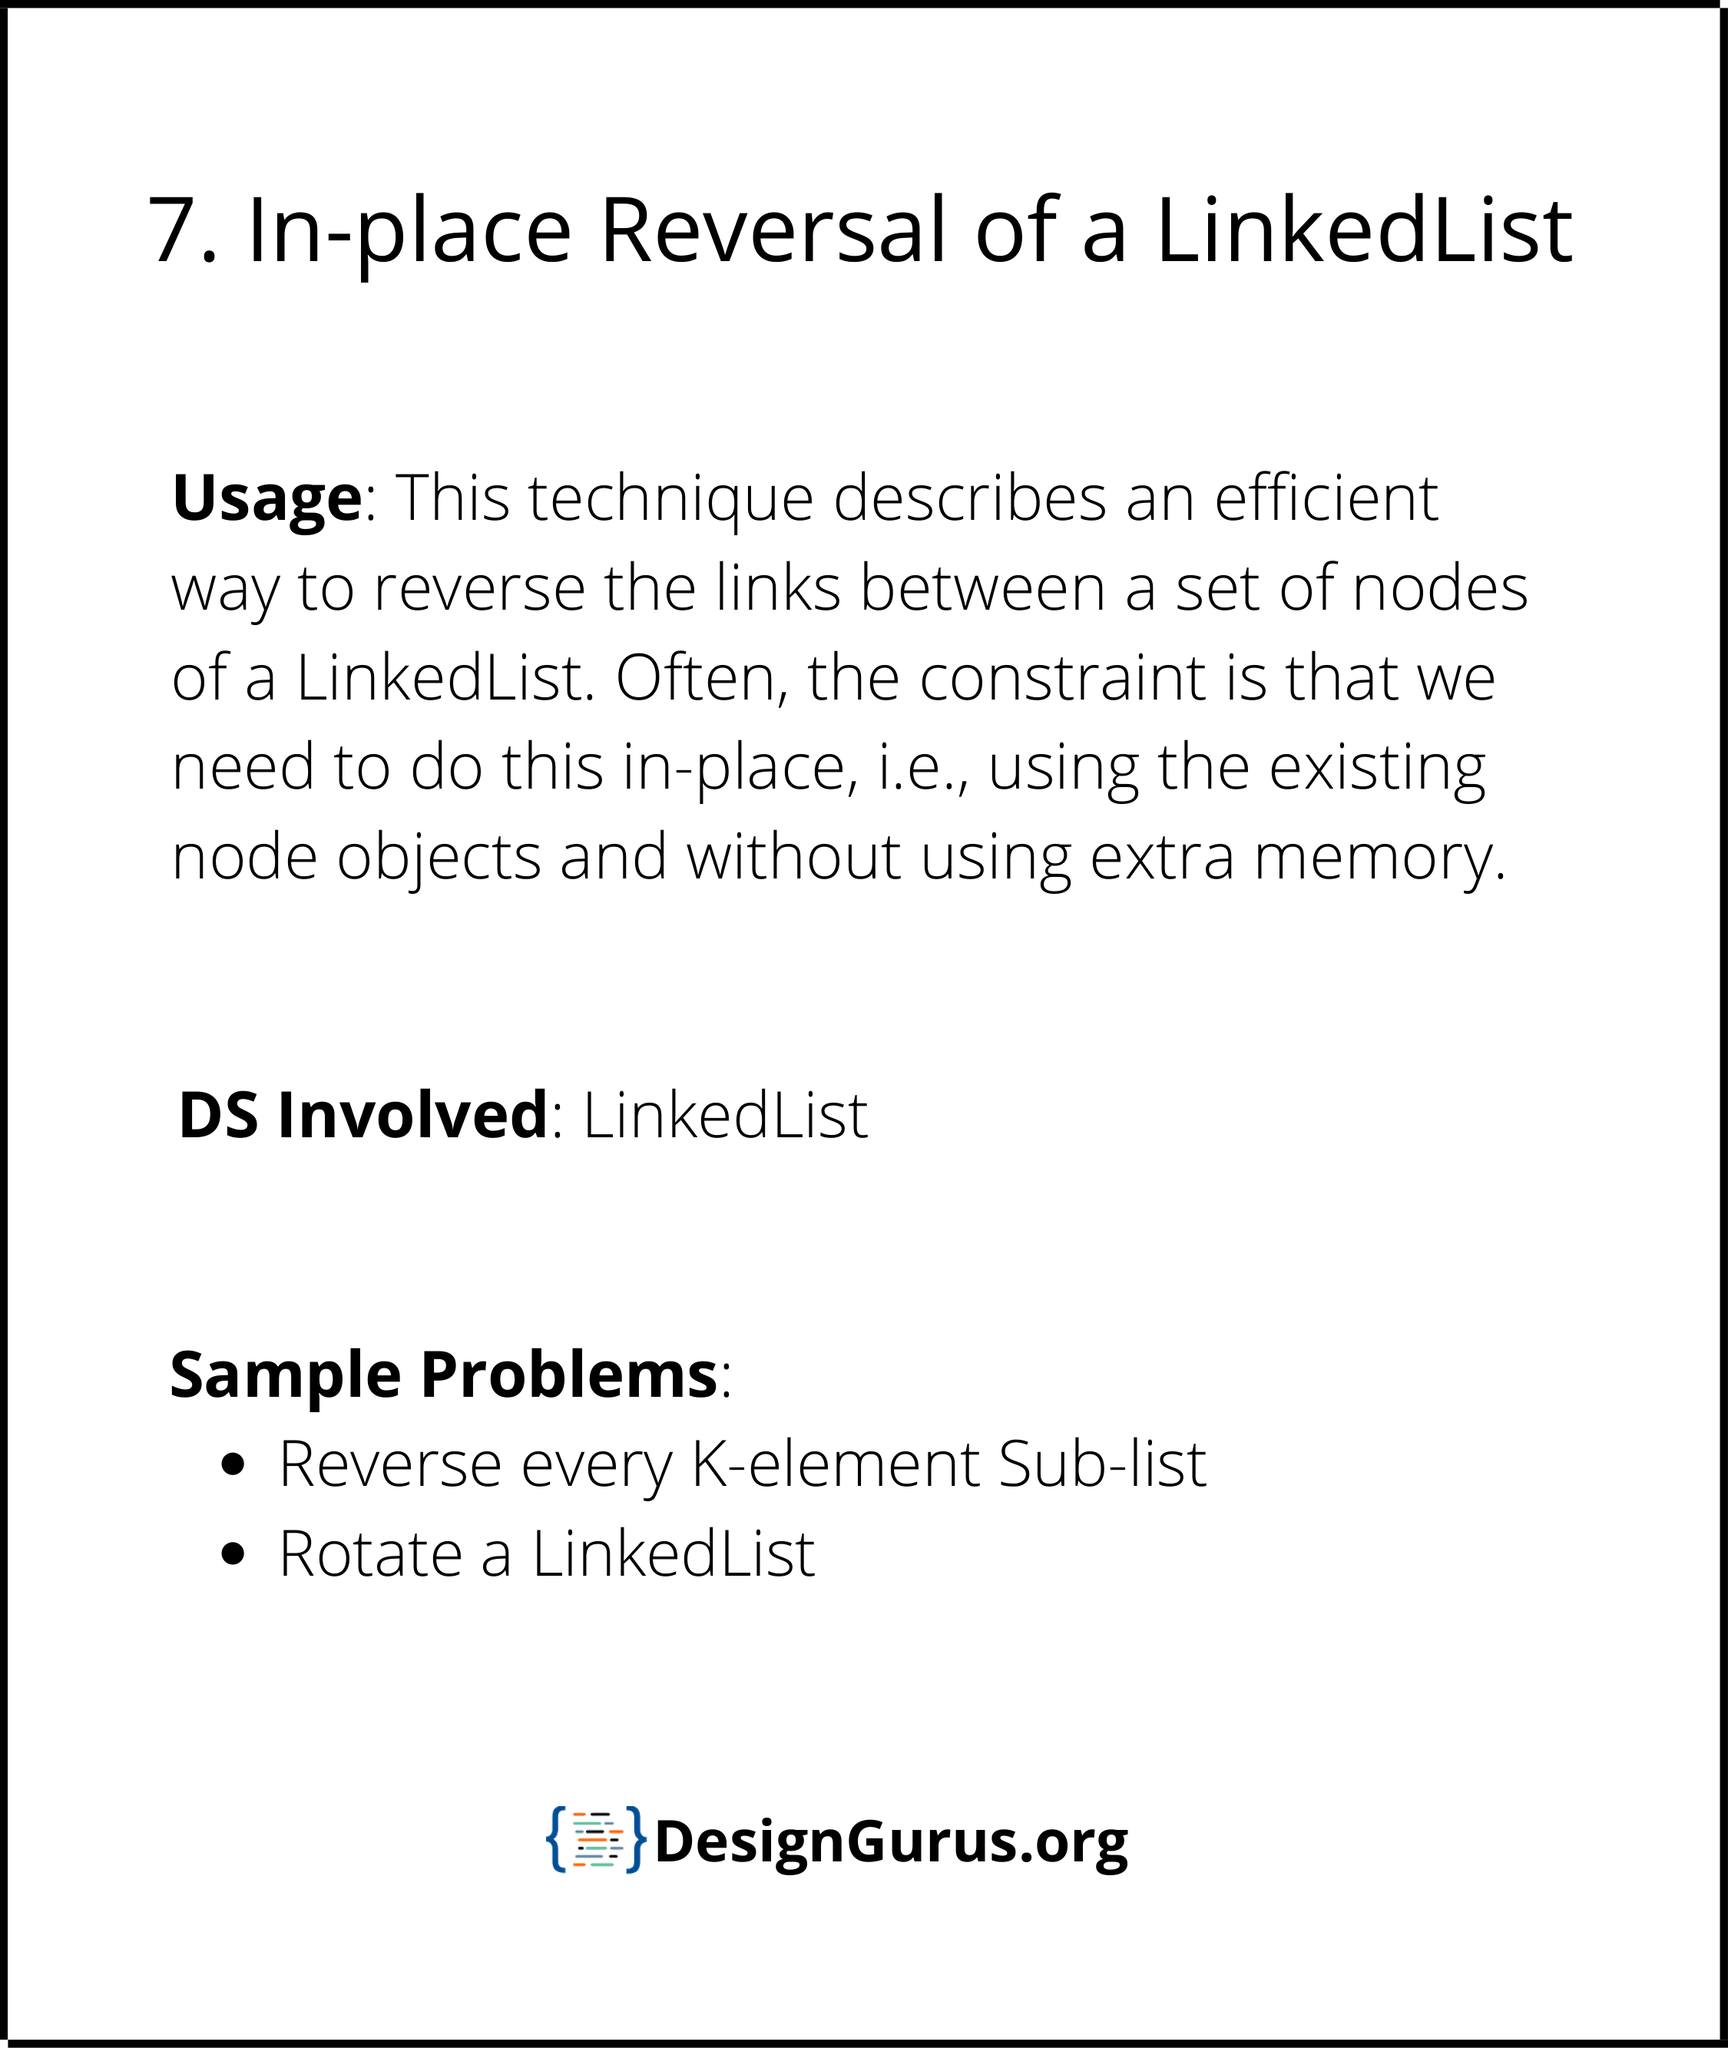 7. In-place Reversal of a LinkedList
Usage: This technique describes an efficient
way to reverse the links between a set of nodes
of a LinkedList. Often, the constraint is that we
need to do this in-place, i.e., using the existing
node objects and without using extra memory.
DS Involved: LinkedList
Sample Problems:
• Reverse every K-element Sub-list
• Rotate a LinkedList
DesignGurus.org